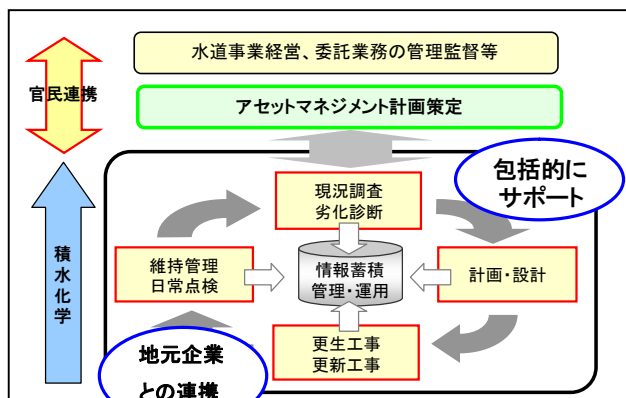 水道事業経営、委託業務の管理監督等
官民連携
アセットマネジメント計画策定
包括的に
サポート
現況調査
劣化診断
積水化学
維持管理
日常点検
情報蓄積
管理・運用
計画・設計
更生工事
更新工事
地元企業
との連携